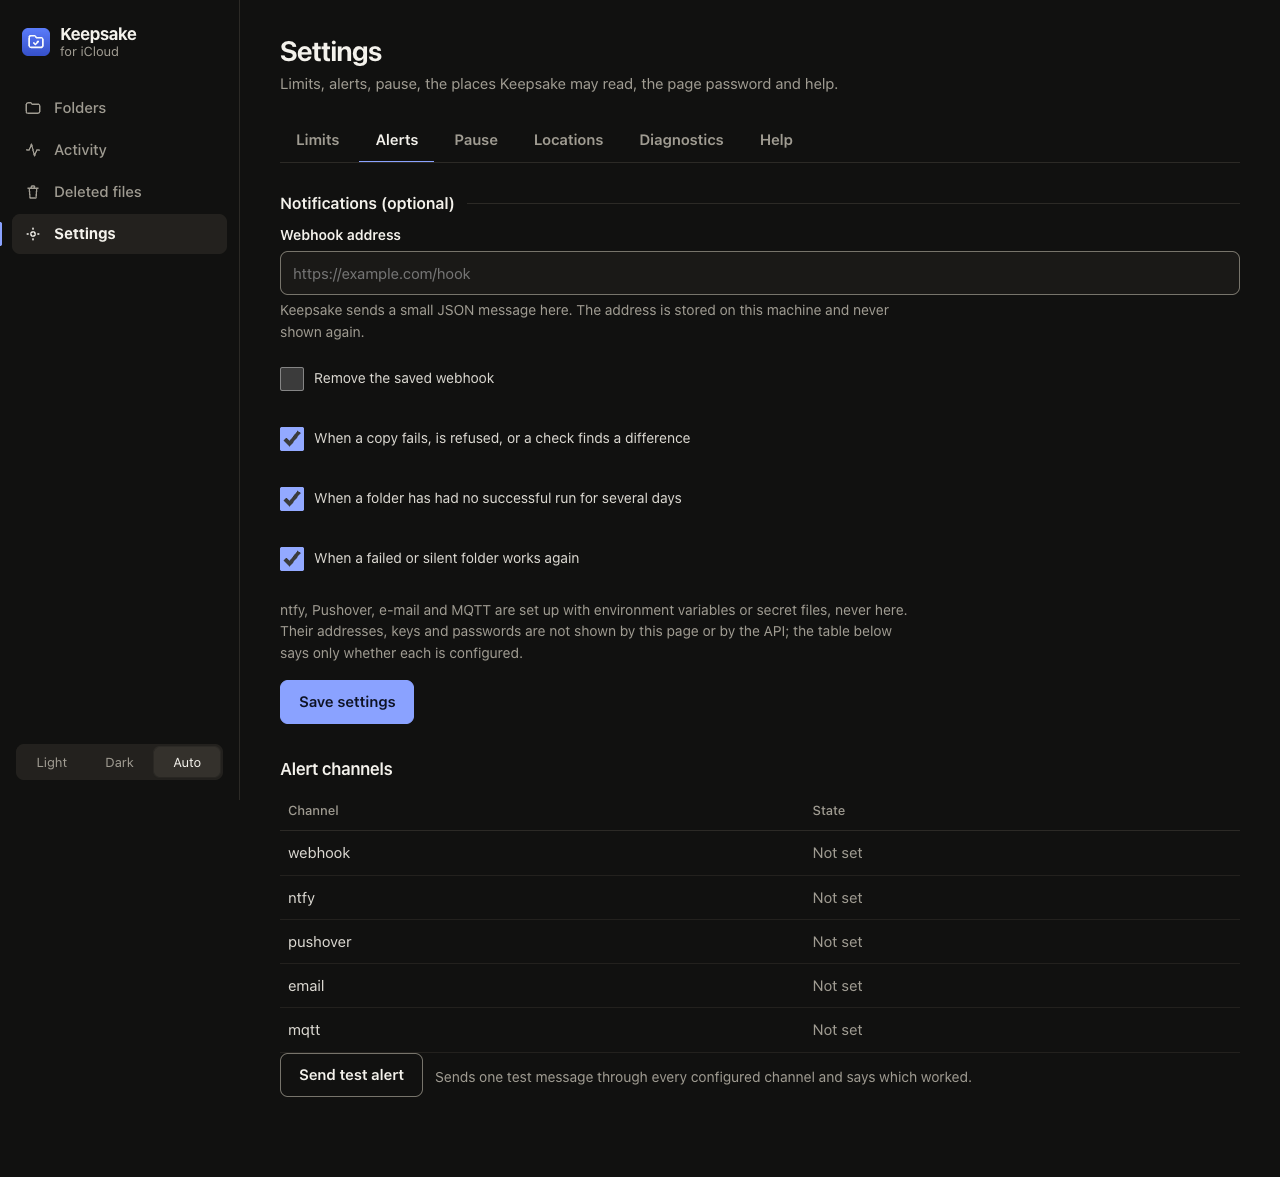 Keepsake
for iCloud
Folders
Activity
Deleted files
Settings
Light
Dark
Auto
Settings
Limits, alerts, pause, the places Keepsake may read, the page password and help.
Limits
Alerts
Pause
Locations
Diagnostics
Help
Notifications (optional)
Webhook address
https://example.com/hook
Keepsake sends a small JSON message here. The address is stored on this machine and never
shown again.
Remove the saved webhook
When a copy fails, is refused, or a check finds a difference
When a folder has had no successful run for several days
When a failed or silent folder works again
ntfy, Pushover, e-mail and MQTT are set up with environment variables or secret files, never here.
Their addresses, keys and passwords are not shown by this page or by the API; the table below
says only whether each is configured.
Save settings
Alert channels
Channel State
webhook Not set
ntfy Not set
pushover Not set
email Not set
mqtt Not set
Send test alert
Sends one test message through every configured channel and says which worked.